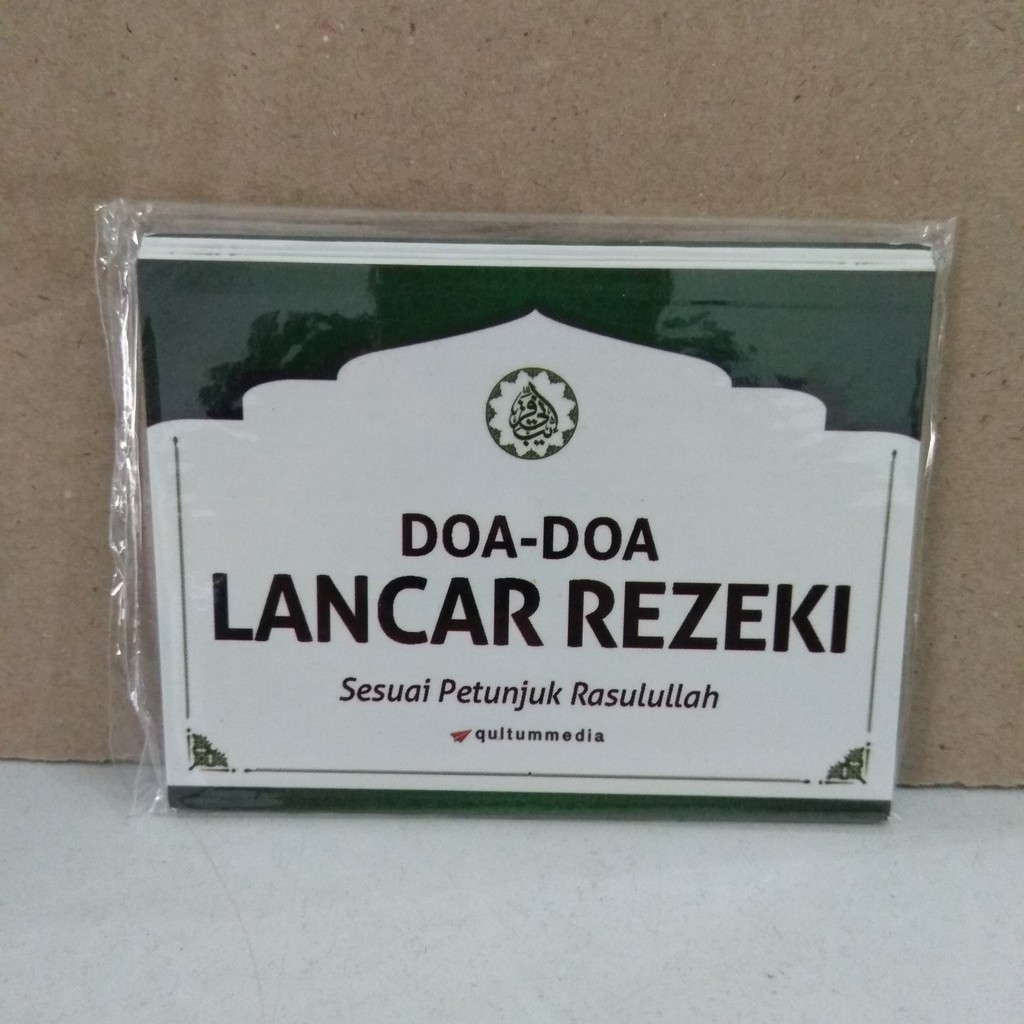 DOA-DOA
LANCAR REZEKI
Sesuai Petunjuk Rasulullah
qultummedia